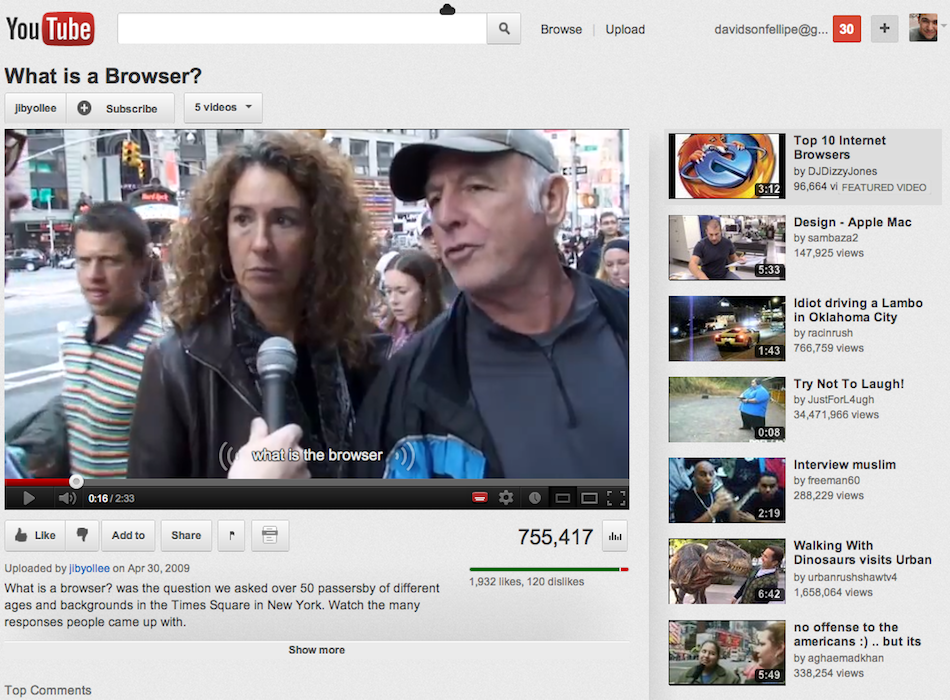 YouTube
Browse | Upload
davidsonfellipe@g... 30 +
What is a Browser?
jibyollee + Subscribe 5 videos
what is the browser
0:16 / 2:33
Like
Add to
Share
755,417
Uploaded by jibyollee on Apr 30, 2009
1,932 likes, 120 dislikes
What is a browser? was the question we asked over 50 passersby of different
ages and backgrounds in the Times Square in New York. Watch the many
responses people came up with.
Show more
Top Comments
3:12
Top 10 Internet
Browsers
by DJDizzyJones
96,664 vi FEATURED VIDEO
5:33
Design - Apple Mac
by sambaza2
147,925 views
1:43
Idiot driving a Lambo
in Oklahoma City
by racinrush
766,759 views
0:08
Try Not To Laugh!
by JustForL4ugh
34,471,966 views
2:19
Interview muslim
by freeman60
288,229 views
6:42
Walking With
Dinosaurs visits Urban
by urbanrushshawtv4
1,658,064 views
5:49
no offense to the
americans :) .. but its
by aghaemadkhan
338,254 views